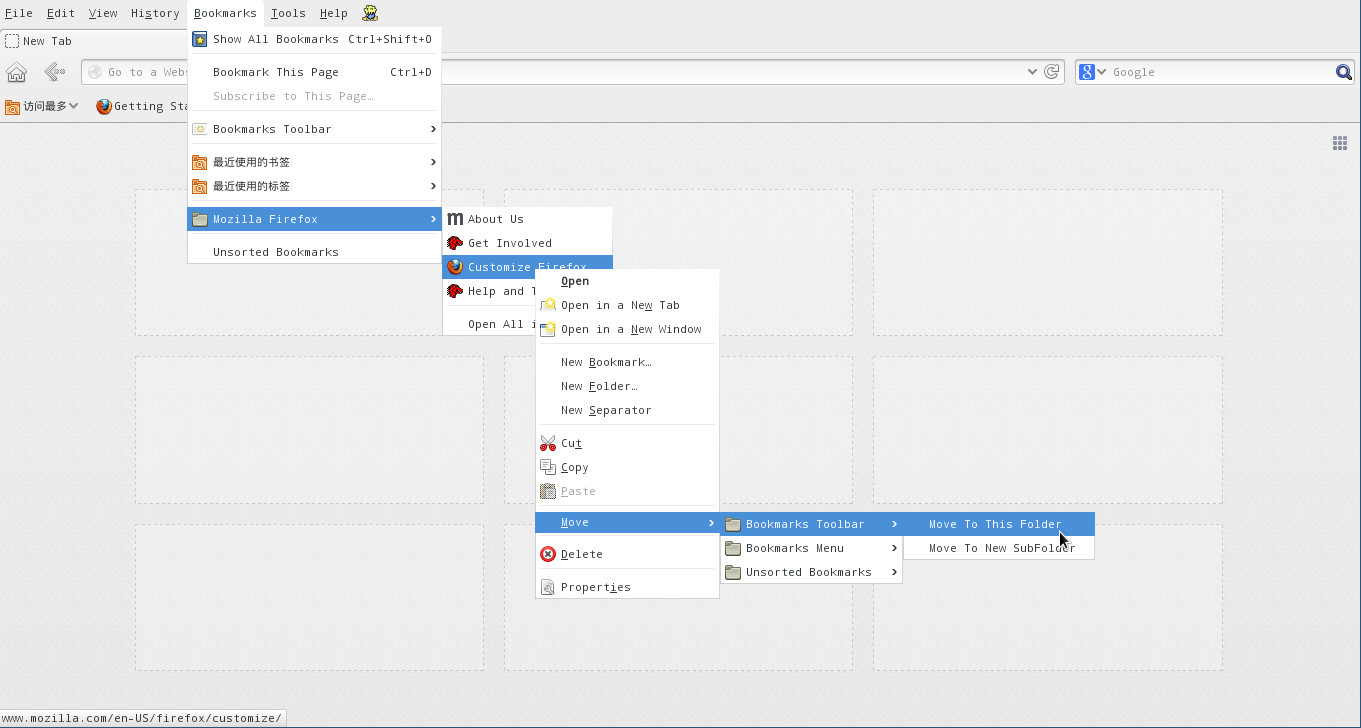 File Edit View History Bookmarks Tools Help
New Tab
Show All Bookmarks Ctrl+Shift+O
Go to a
Google
Bookmark This Page Ctrl+D
Subscribe to This Page…
访问最多
Getting
Bookmarks Toolbar
最近使用的书签
最近使用的标签
Mozilla Firefox
Unsorted Bookmarks
About Us
Get Involved
Customize Firefox
Help and
Open All
Open
Open in a New Tab
Open in a New Window
New Bookmark…
New Folder…
New Separator
Cut
Copy
Paste
Move
Delete
Properties
Bookmarks Toolbar
Bookmarks Menu
Unsorted Bookmarks
Move To This Folder
Move To New SubFolder
www.mozilla.com/en-US/firefox/customize/